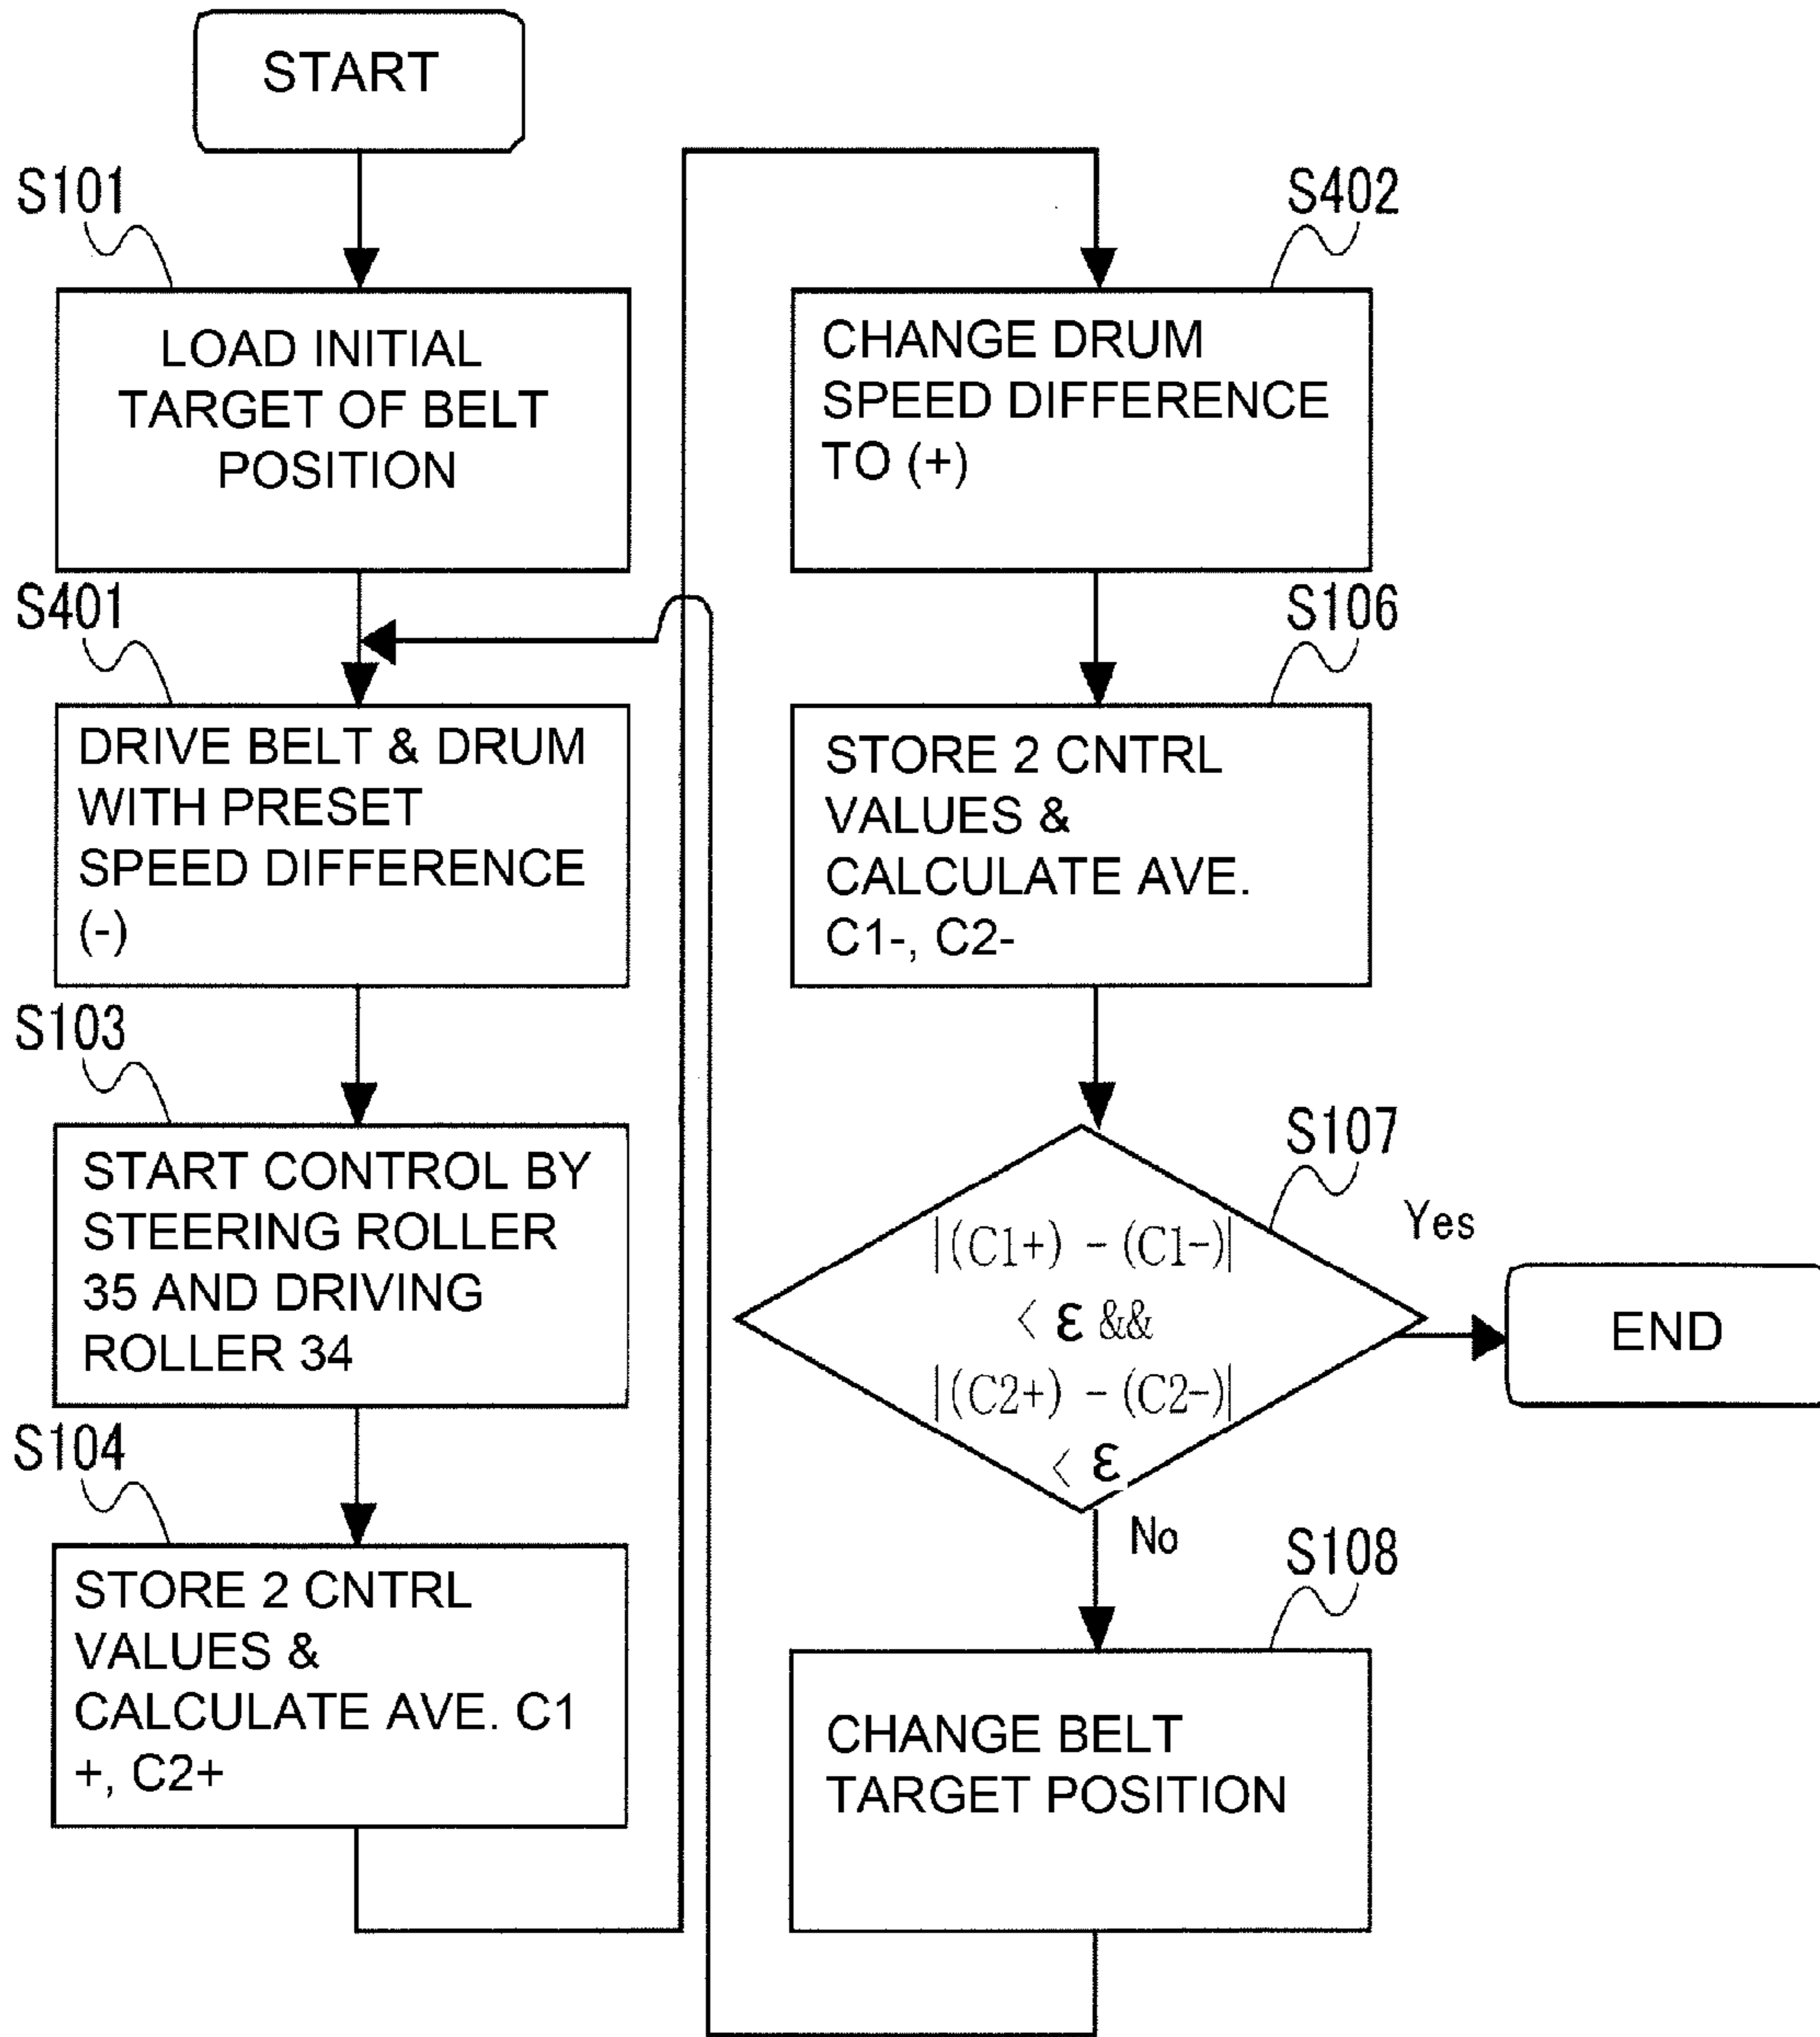 START
S101
LOAD INITIAL
TARGET OF BELT
POSITION
S401
DRIVE BELT & DRUM
WITH PRESET
SPEED DIFFERENCE
(-)
S103
START CONTROL BY
STEERING ROLLER
35 AND DRIVING
ROLLER 34
S104
STORE 2 CNTRL
VALUES &
CALCULATE AVE. C1
+, C2+
S402
CHANGE DRUM
SPEED DIFFERENCE
TO (+)
S106
STORE 2 CNTRL
VALUES &
CALCULATE AVE.
C1-, C2-
S107
|(C1+) - (C1-)|
< ε &&
|(C2+) - (C2-)|
< ε
Yes
END
No
S108
CHANGE BELT
TARGET POSITION